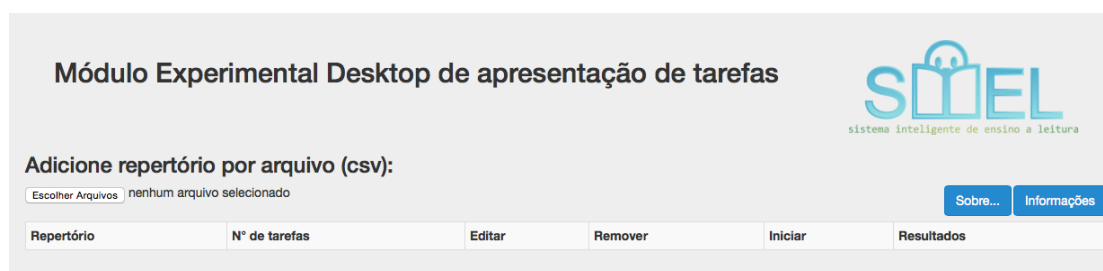 Módulo Experimental Desktop de apresentação de tarefas
SIEL
sistema inteligente de ensino a leitura
Adicione repertório por arquivo (csv):
Escolher Arquivos nenhum arquivo selecionado
Sobre... Informações
Repertório N° de tarefas Editar Remover Iniciar Resultados